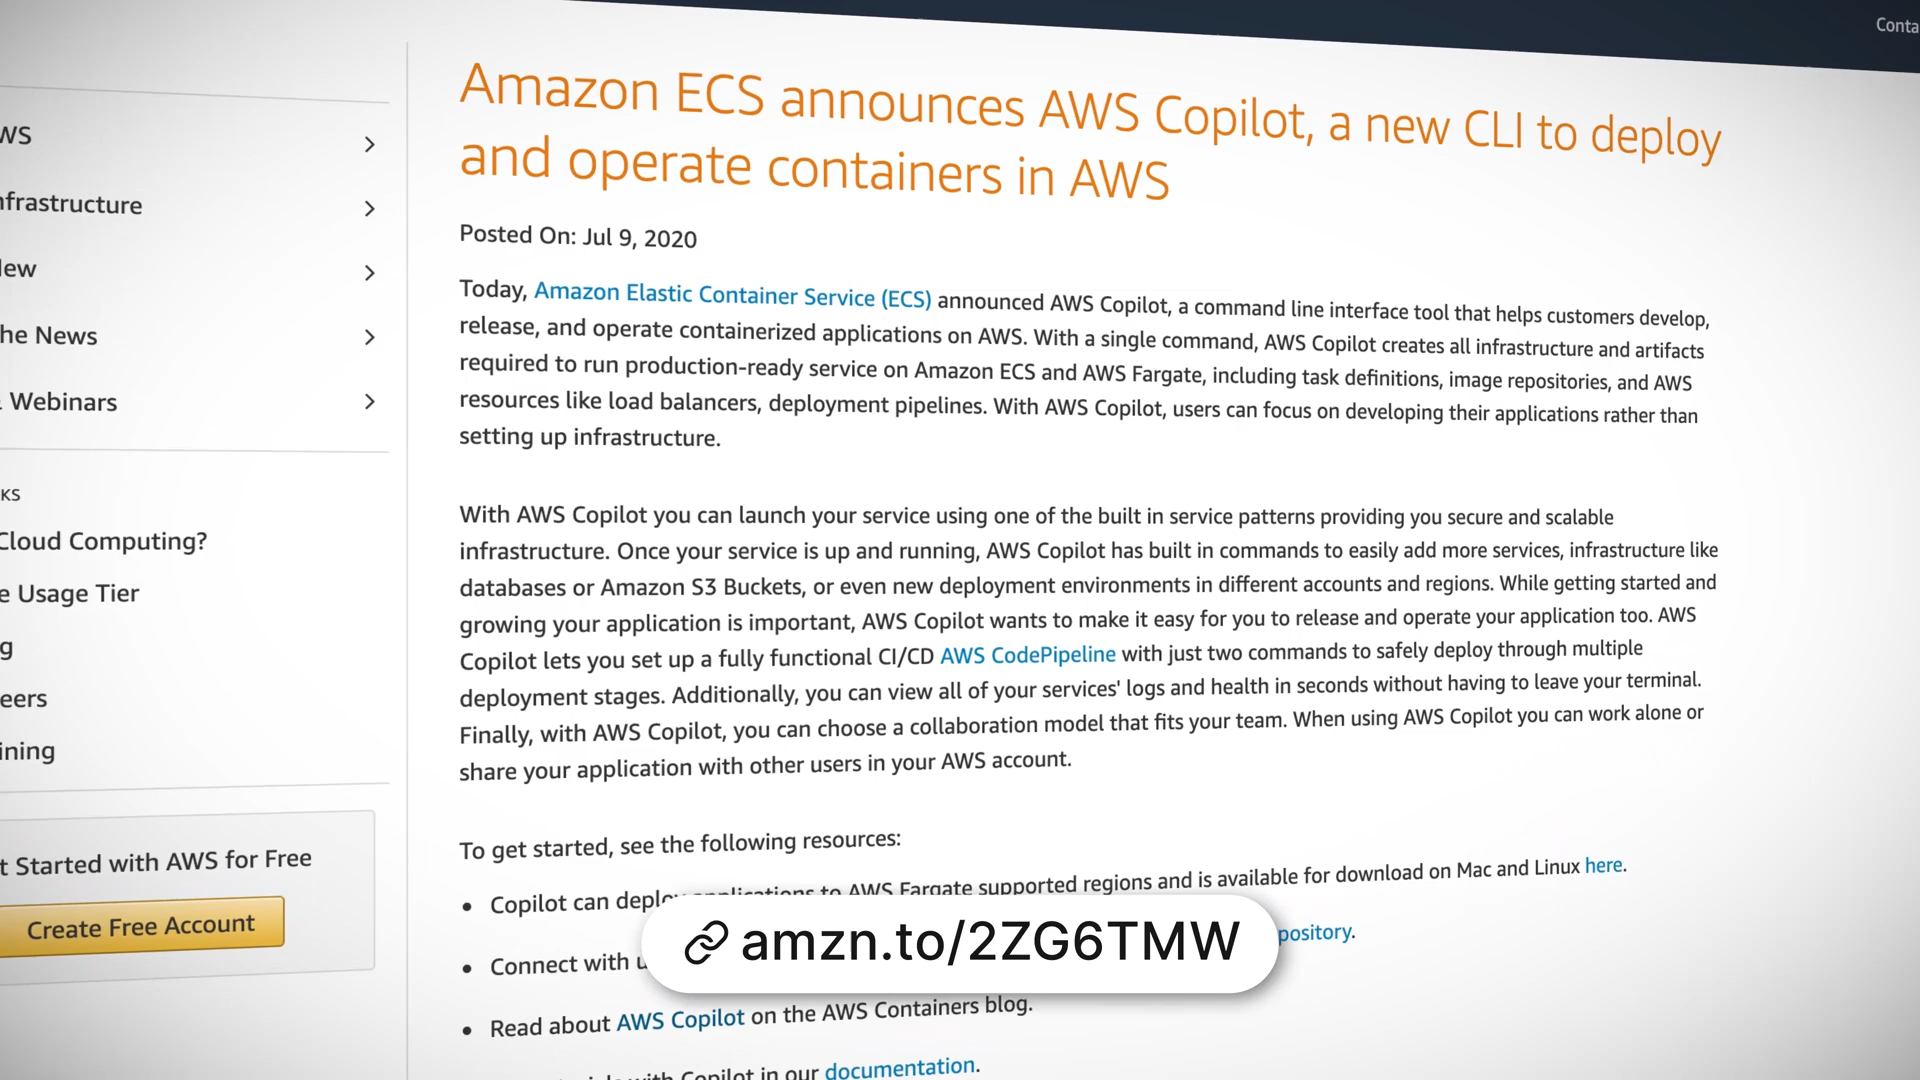 Conta
Amazon ECS announces AWS Copilot, a new CLI to deploy
and operate containers in AWS
Posted On: Jul 9, 2020
Today, Amazon Elastic Container Service (ECS) announced AWS Copilot, a command line interface tool that helps customers develop,
release, and operate containerized applications on AWS. With a single command, AWS Copilot creates all infrastructure and artifacts
required to run production-ready service on Amazon ECS and AWS Fargate, including task definitions, image repositories, and AWS
resources like load balancers, deployment pipelines. With AWS Copilot, users can focus on developing their applications rather than
setting up infrastructure.
With AWS Copilot you can launch your service using one of the built in service patterns providing you secure and scalable
infrastructure. Once your service is up and running, AWS Copilot has built in commands to easily add more services, infrastructure like
databases or Amazon S3 Buckets, or even new deployment environments in different accounts and regions. While getting started and
growing your application is important, AWS Copilot wants to make it easy for you to release and operate your application too. AWS
Copilot lets you set up a fully functional CI/CD AWS CodePipeline with just two commands to safely deploy through multiple
deployment stages. Additionally, you can view all of your services' logs and health in seconds without having to leave your terminal.
Finally, with AWS Copilot, you can choose a collaboration model that fits your team. When using AWS Copilot you can work alone or
share your application with other users in your AWS account.
To get started, see the following resources:
• Copilot can deploy applications to AWS Fargate supported regions and is available for download on Mac and Linux here.
• Connect with u pository.
• Read about AWS Copilot on the AWS Containers blog.
with Copilot in our documentation.
amzn.to/2ZG6TMW
WS
nfrastructure
New
he News
Webinars
KS
Cloud Computing?
e Usage Tier
g
eers
ining
t Started with AWS for Free
Create Free Account